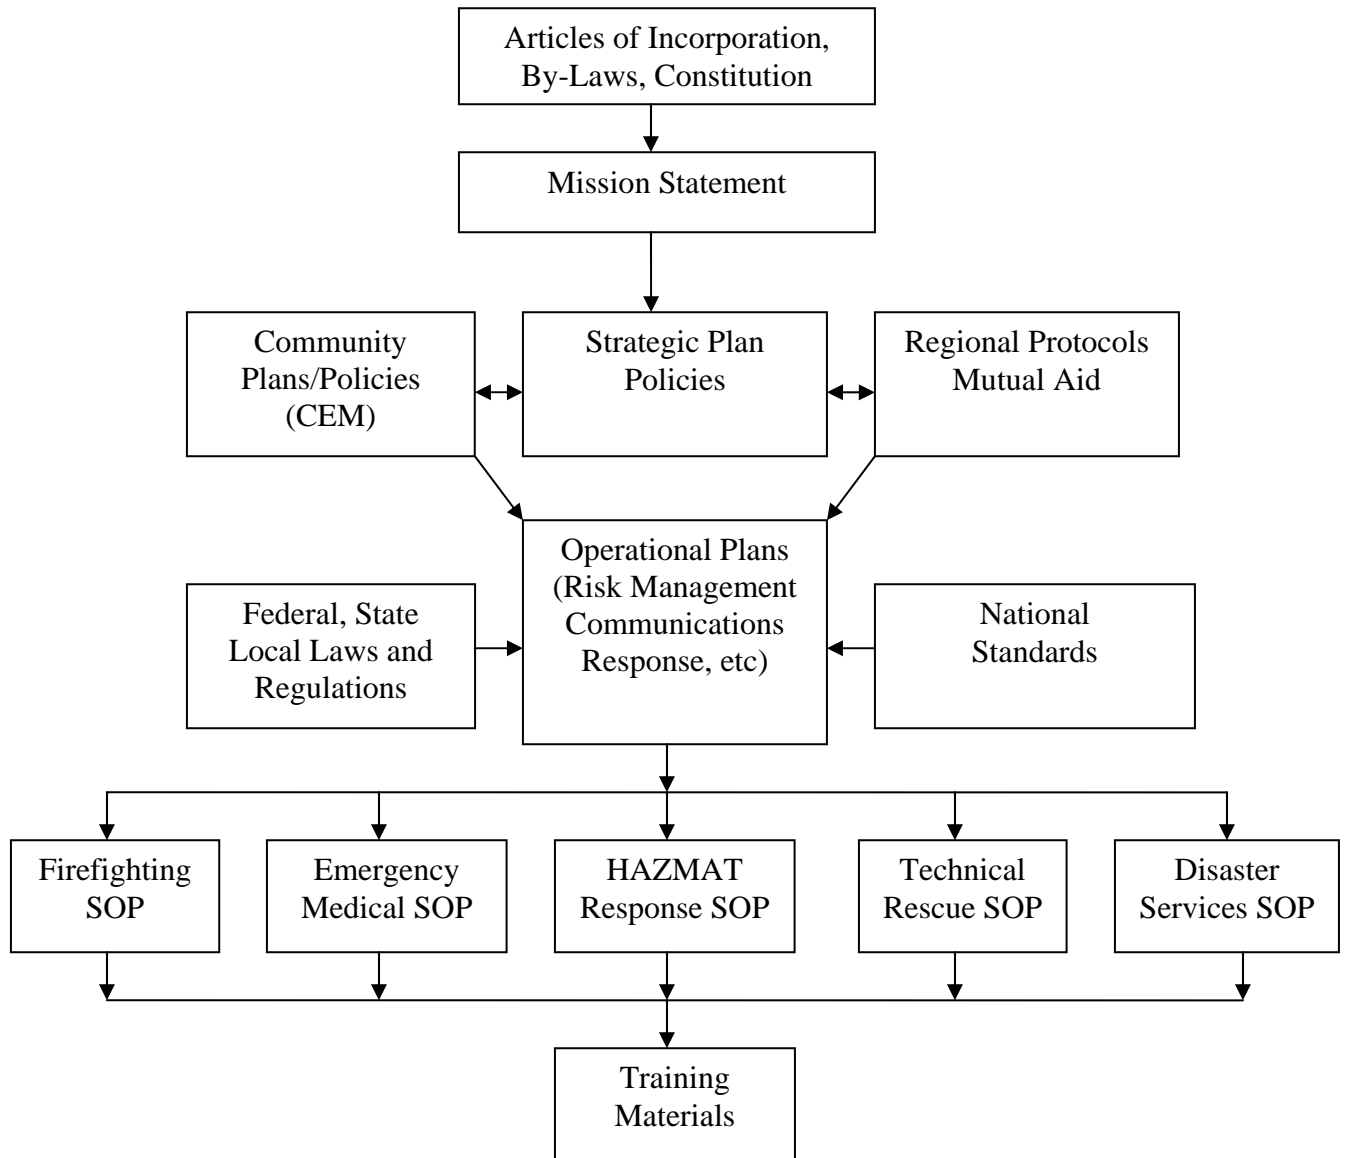 Articles of Incorporation,
By-Laws, Constitution
Mission Statement
Community
Plans/Policies
(CEM)
Strategic Plan
Policies
Regional Protocols
Mutual Aid
Operational Plans
(Risk Management
Communications
Response, etc)
Federal, State
Local Laws and
Regulations
National
Standards
Firefighting
SOP
Emergency
Medical SOP
HAZMAT
Response SOP
Technical
Rescue SOP
Disaster
Services SOP
Training
Materials